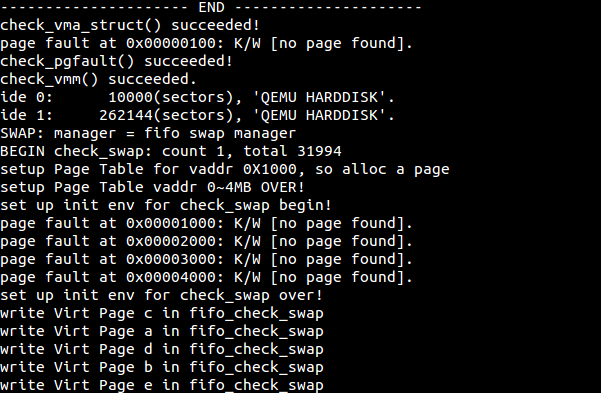 --------------------- END ---------------------
check_vma_struct() succeeded!
page fault at 0x00000100: K/W [no page found].
check_pgfault() succeeded!
check_vmm() succeeded.
ide 0:      10000(sectors), 'QEMU HARDDISK'.
ide 1:     262144(sectors), 'QEMU HARDDISK'.
SWAP: manager = fifo swap manager
BEGIN check_swap: count 1, total 31994
setup Page Table for vaddr 0X1000, so alloc a page
setup Page Table vaddr 0~4MB OVER!
set up init env for check_swap begin!
page fault at 0x00001000: K/W [no page found].
page fault at 0x00002000: K/W [no page found].
page fault at 0x00003000: K/W [no page found].
page fault at 0x00004000: K/W [no page found].
set up init env for check_swap over!
write Virt Page c in fifo_check_swap
write Virt Page a in fifo_check_swap
write Virt Page d in fifo_check_swap
write Virt Page b in fifo_check_swap
write Virt Page e in fifo_check_swap